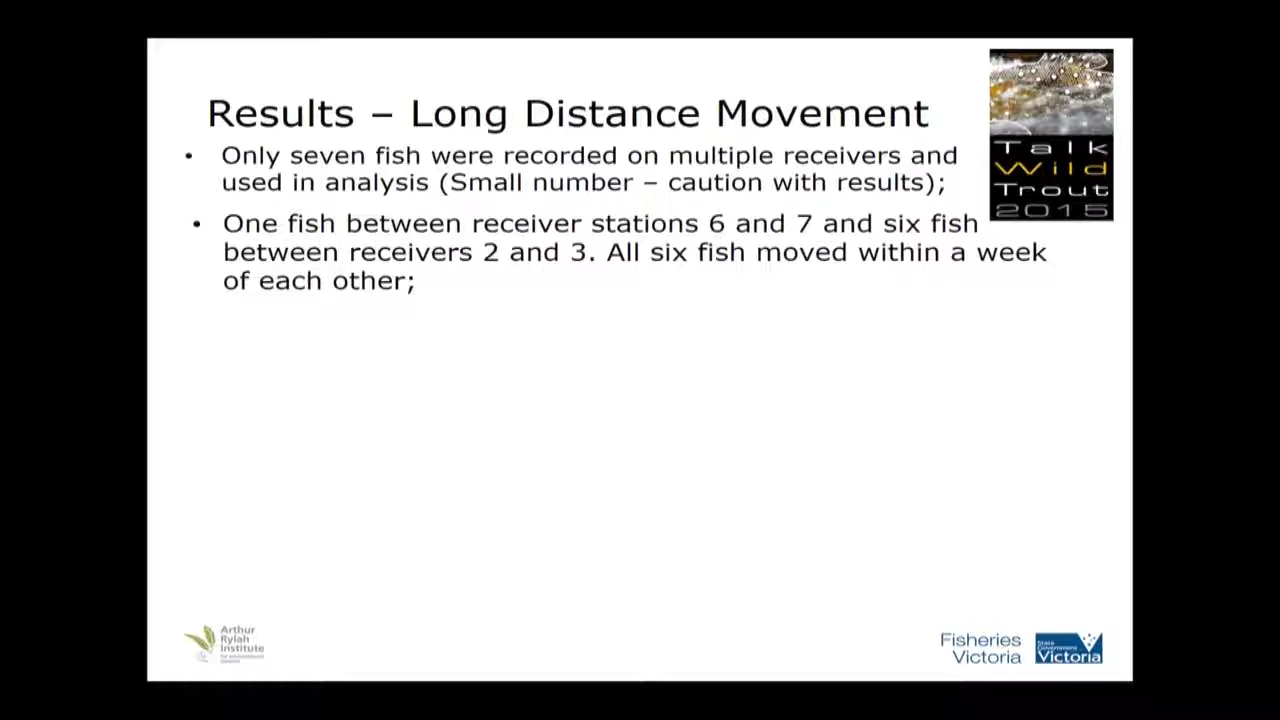 Results – Long Distance Movement
• Only seven fish were recorded on multiple receivers and
used in analysis (Small number – caution with results);
• One fish between receiver stations 6 and 7 and six fish
between receivers 2 and 3. All six fish moved within a week
of each other;
Talk
Wild
Trout
2015
Arthur
Rylah
Institute
Fisheries
Victoria
State
Government
Victoria